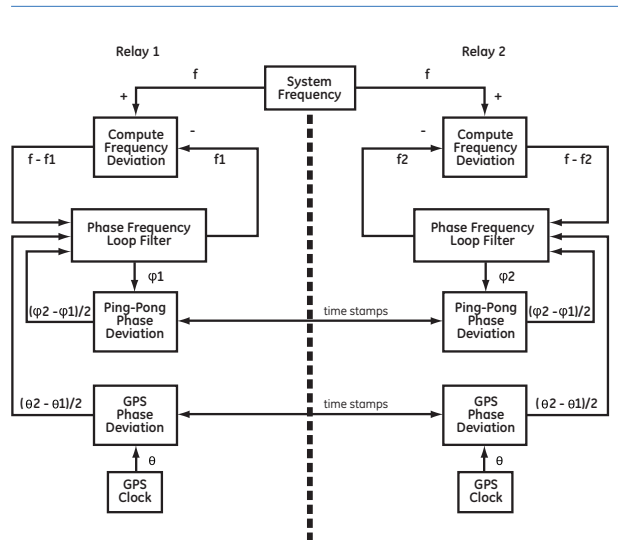 Relay 1
Relay 2
f
System
Frequency
f
+
+
Compute
Frequency
Deviation
-
f - f1
f1
-
Compute
Frequency
Deviation
f2
f - f2
Phase Frequency
Loop Filter
Phase Frequency
Loop Filter
φ1
φ2
(φ2 -φ1)/2
Ping-Pong
Phase
Deviation
time stamps
Ping-Pong
Phase
Deviation
(φ2 -φ1)/2
(θ2 - θ1)/2
GPS
Phase
Deviation
time stamps
GPS
Phase
Deviation
(θ2 - θ1)/2
θ
θ
GPS
Clock
GPS
Clock